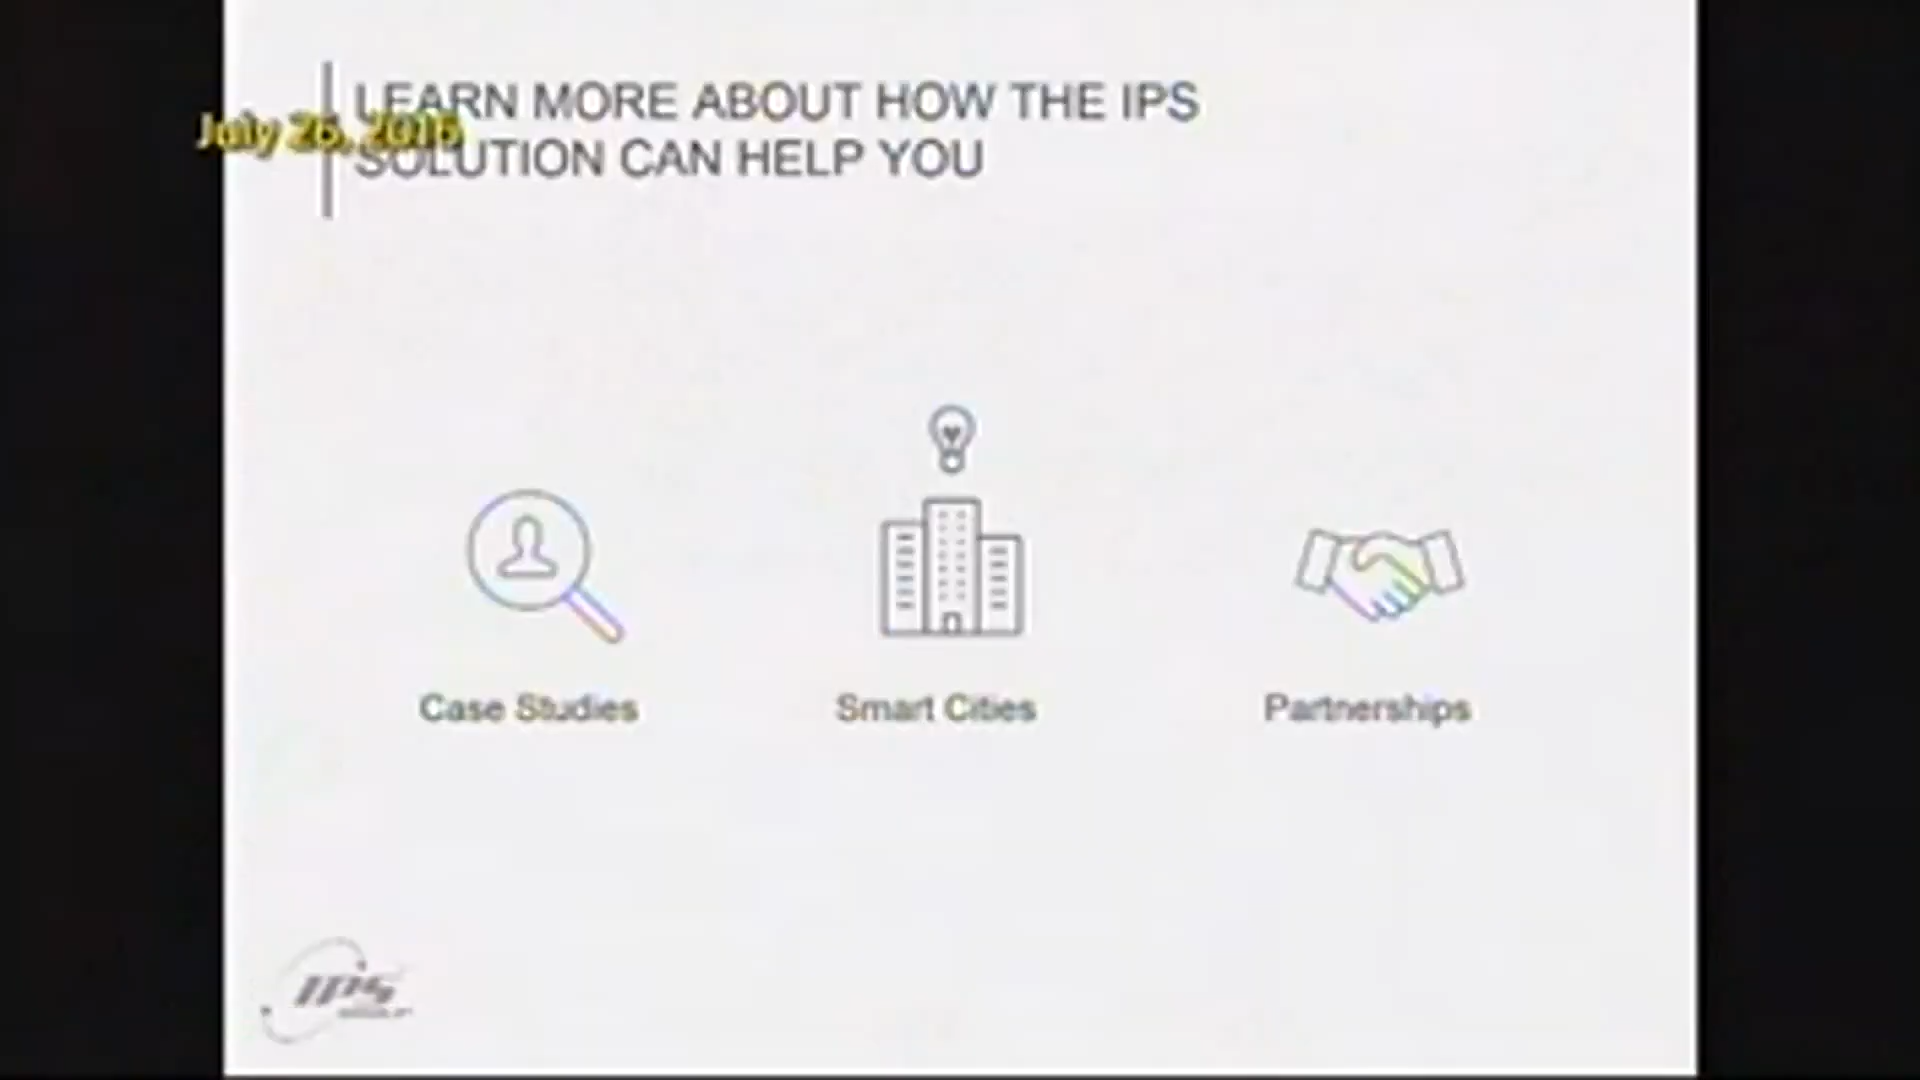 LEARN MORE ABOUT HOW THE IPS
July 26, 2016
SOLUTION CAN HELP YOU
Case Studies
Smart Cities
Partnerships
IPS
GROUP